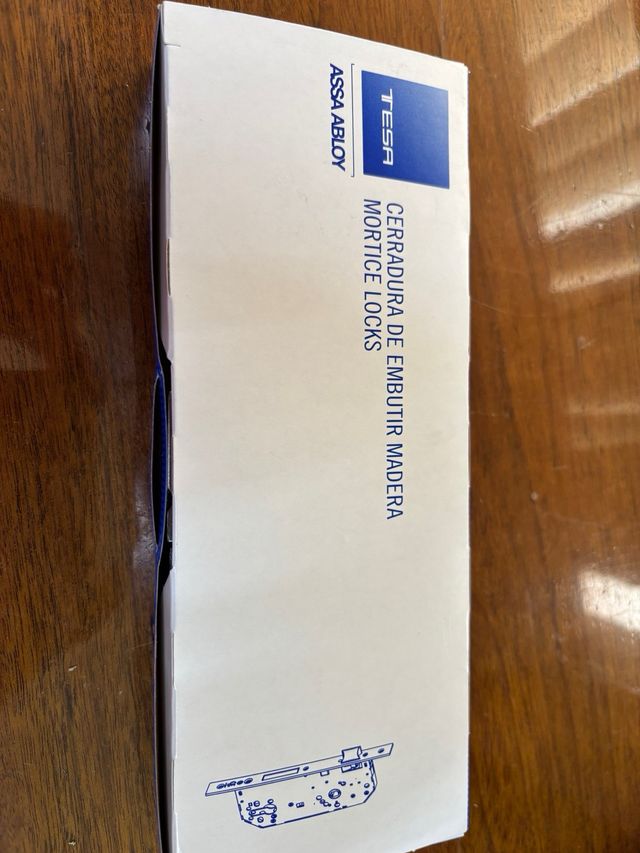 TESA
ASSA ABLOY
CERRADURA DE EMBUTIR MADERA
MORTICE LOCKS